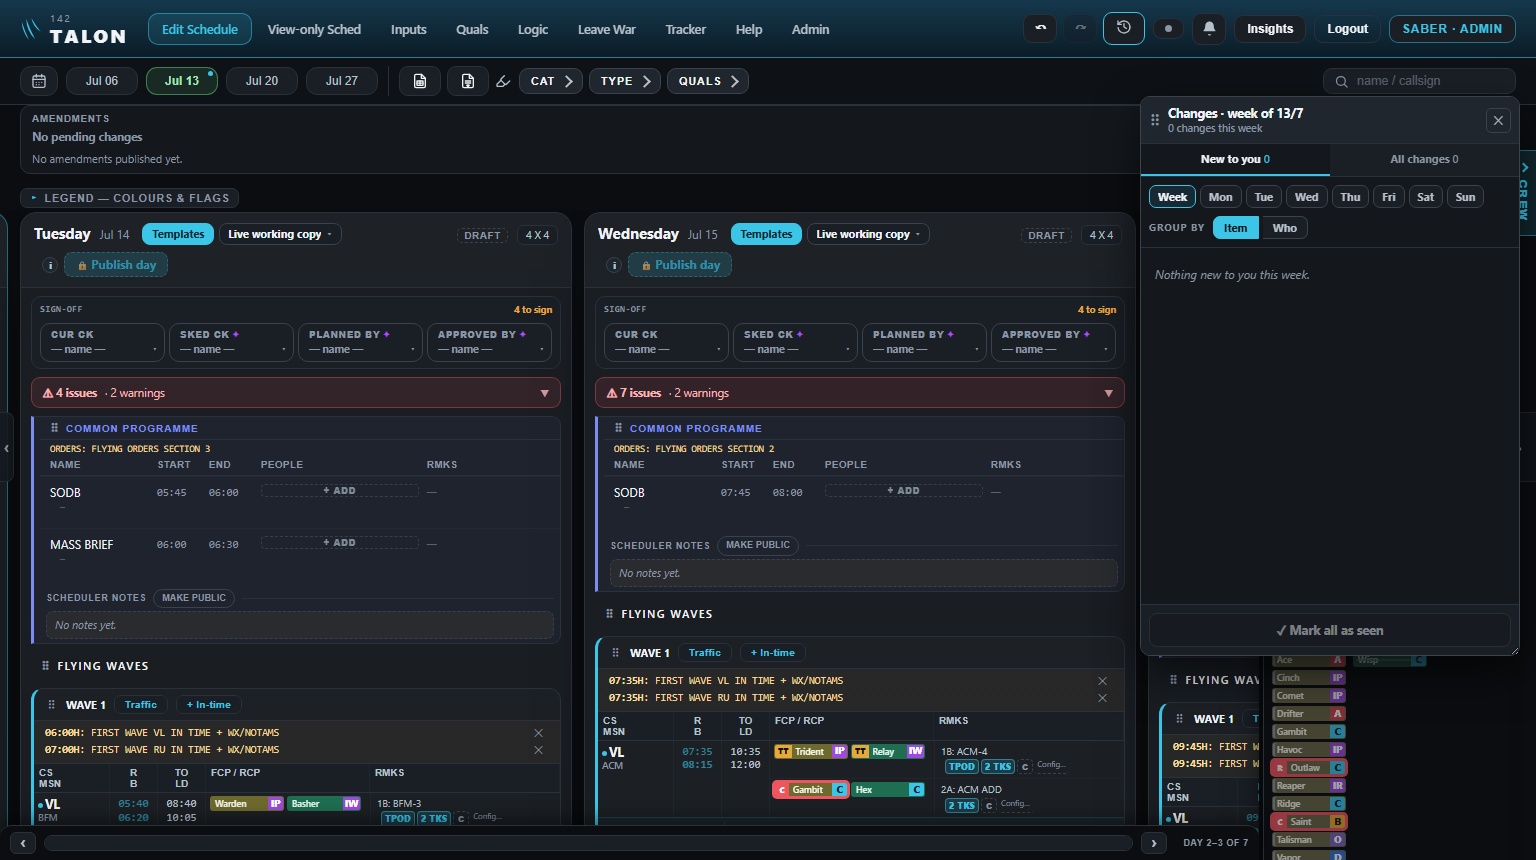 142
TALON
Edit Schedule
View-only Sched
Inputs
Quals
Logic
Leave War
Tracker
Help
Admin
Insights
Logout
SABER · ADMIN
Jul 06
Jul 13
Jul 20
Jul 27
CAT
TYPE
QUALS
name / callsign
AMENDMENTS
No pending changes
No amendments published yet.
LEGEND — COLOURS & FLAGS
Tuesday Jul 14 Templates Live working copy DRAFT 4 X 4
i Publish day
SIGN-OFF 4 to sign
CUR CK SKED CK PLANNED BY APPROVED BY
— name — — name — — name — — name —
4 issues · 2 warnings
COMMON PROGRAMME
ORDERS: FLYING ORDERS SECTION 3
NAME START END PEOPLE RMKS
SODB 05:45 06:00 + ADD —
—
MASS BRIEF 06:00 06:30 + ADD —
—
SCHEDULER NOTES MAKE PUBLIC
No notes yet.
FLYING WAVES
WAVE 1 Traffic + In-time
06:00H: FIRST WAVE VL IN TIME + WX/NOTAMS
07:00H: FIRST WAVE RU IN TIME + WX/NOTAMS
CS R TO FCP / RCP RMKS
MSN B LD
VL 05:40 08:40 Warden IP Basher IW 1B: BFM-3
BFM 06:20 10:05 TPOD 2 TKS C Config...
Wednesday Jul 15 Templates Live working copy DRAFT 4 X 4
i Publish day
SIGN-OFF 4 to sign
CUR CK SKED CK PLANNED BY APPROVED BY
— name — — name — — name — — name —
7 issues · 2 warnings
COMMON PROGRAMME
ORDERS: FLYING ORDERS SECTION 2
NAME START END PEOPLE RMKS
SODB 07:45 08:00 + ADD —
—
SCHEDULER NOTES MAKE PUBLIC
No notes yet.
FLYING WAVES
WAVE 1 Traffic + In-time
07:35H: FIRST WAVE VL IN TIME + WX/NOTAMS
07:35H: FIRST WAVE RU IN TIME + WX/NOTAMS
CS R TO FCP / RCP RMKS
MSN B LD
VL 07:35 10:35 TT Trident IP TT Relay IW 1B: ACM-4
ACM 08:15 12:00 TPOD 2 TKS C Config...
C Gambit C Hex C 2A: ACM ADD
2 TKS C Config...
Changes · week of 13/7
0 changes this week
New to you 0
All changes 0
Week Mon Tue Wed Thu Fri Sat Sun
GROUP BY Item Who
Nothing new to you this week.
✓ Mark all as seen
CREW
FLYING WAV
WAVE 1 T
09:45H: FIRST W
09:45H: FIRST W
CS R
MSN B
VL 09
Ace A Wisp C
Cinch IP
Comet IP
Drifter A
Gambit C
Havoc IP
R Outlaw C
Reaper IR
Ridge C
C Saint B
Talisman O
Vapor D
DAY 2–3 OF 7